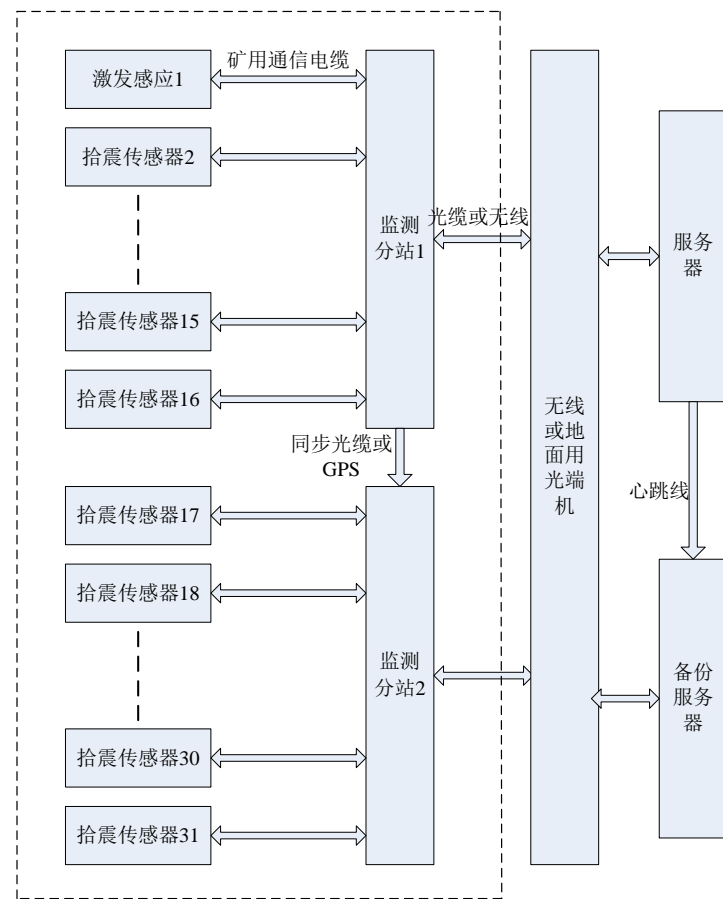 激发感应1
矿用通信电缆
拾震传感器2
监测
分站1
光缆或无线
服务
器
拾震传感器15
拾震传感器16
无线
或地
面用
光端
机
同步光缆或
GPS
心跳线
拾震传感器17
拾震传感器18
监测
分站2
备份
服务
器
拾震传感器30
拾震传感器31